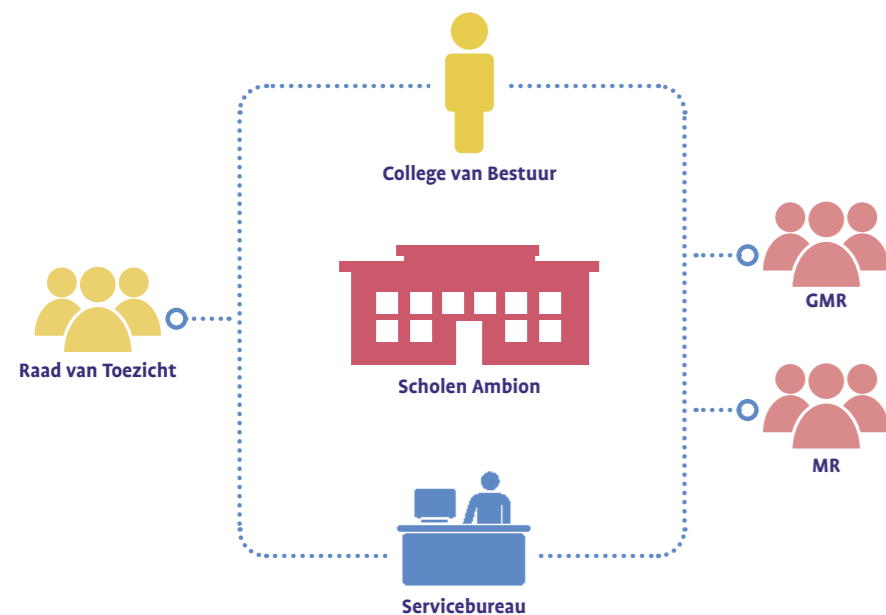 College van Bestuur
GMR
Raad van Toezicht
Scholen Ambion
MR
Servicebureau